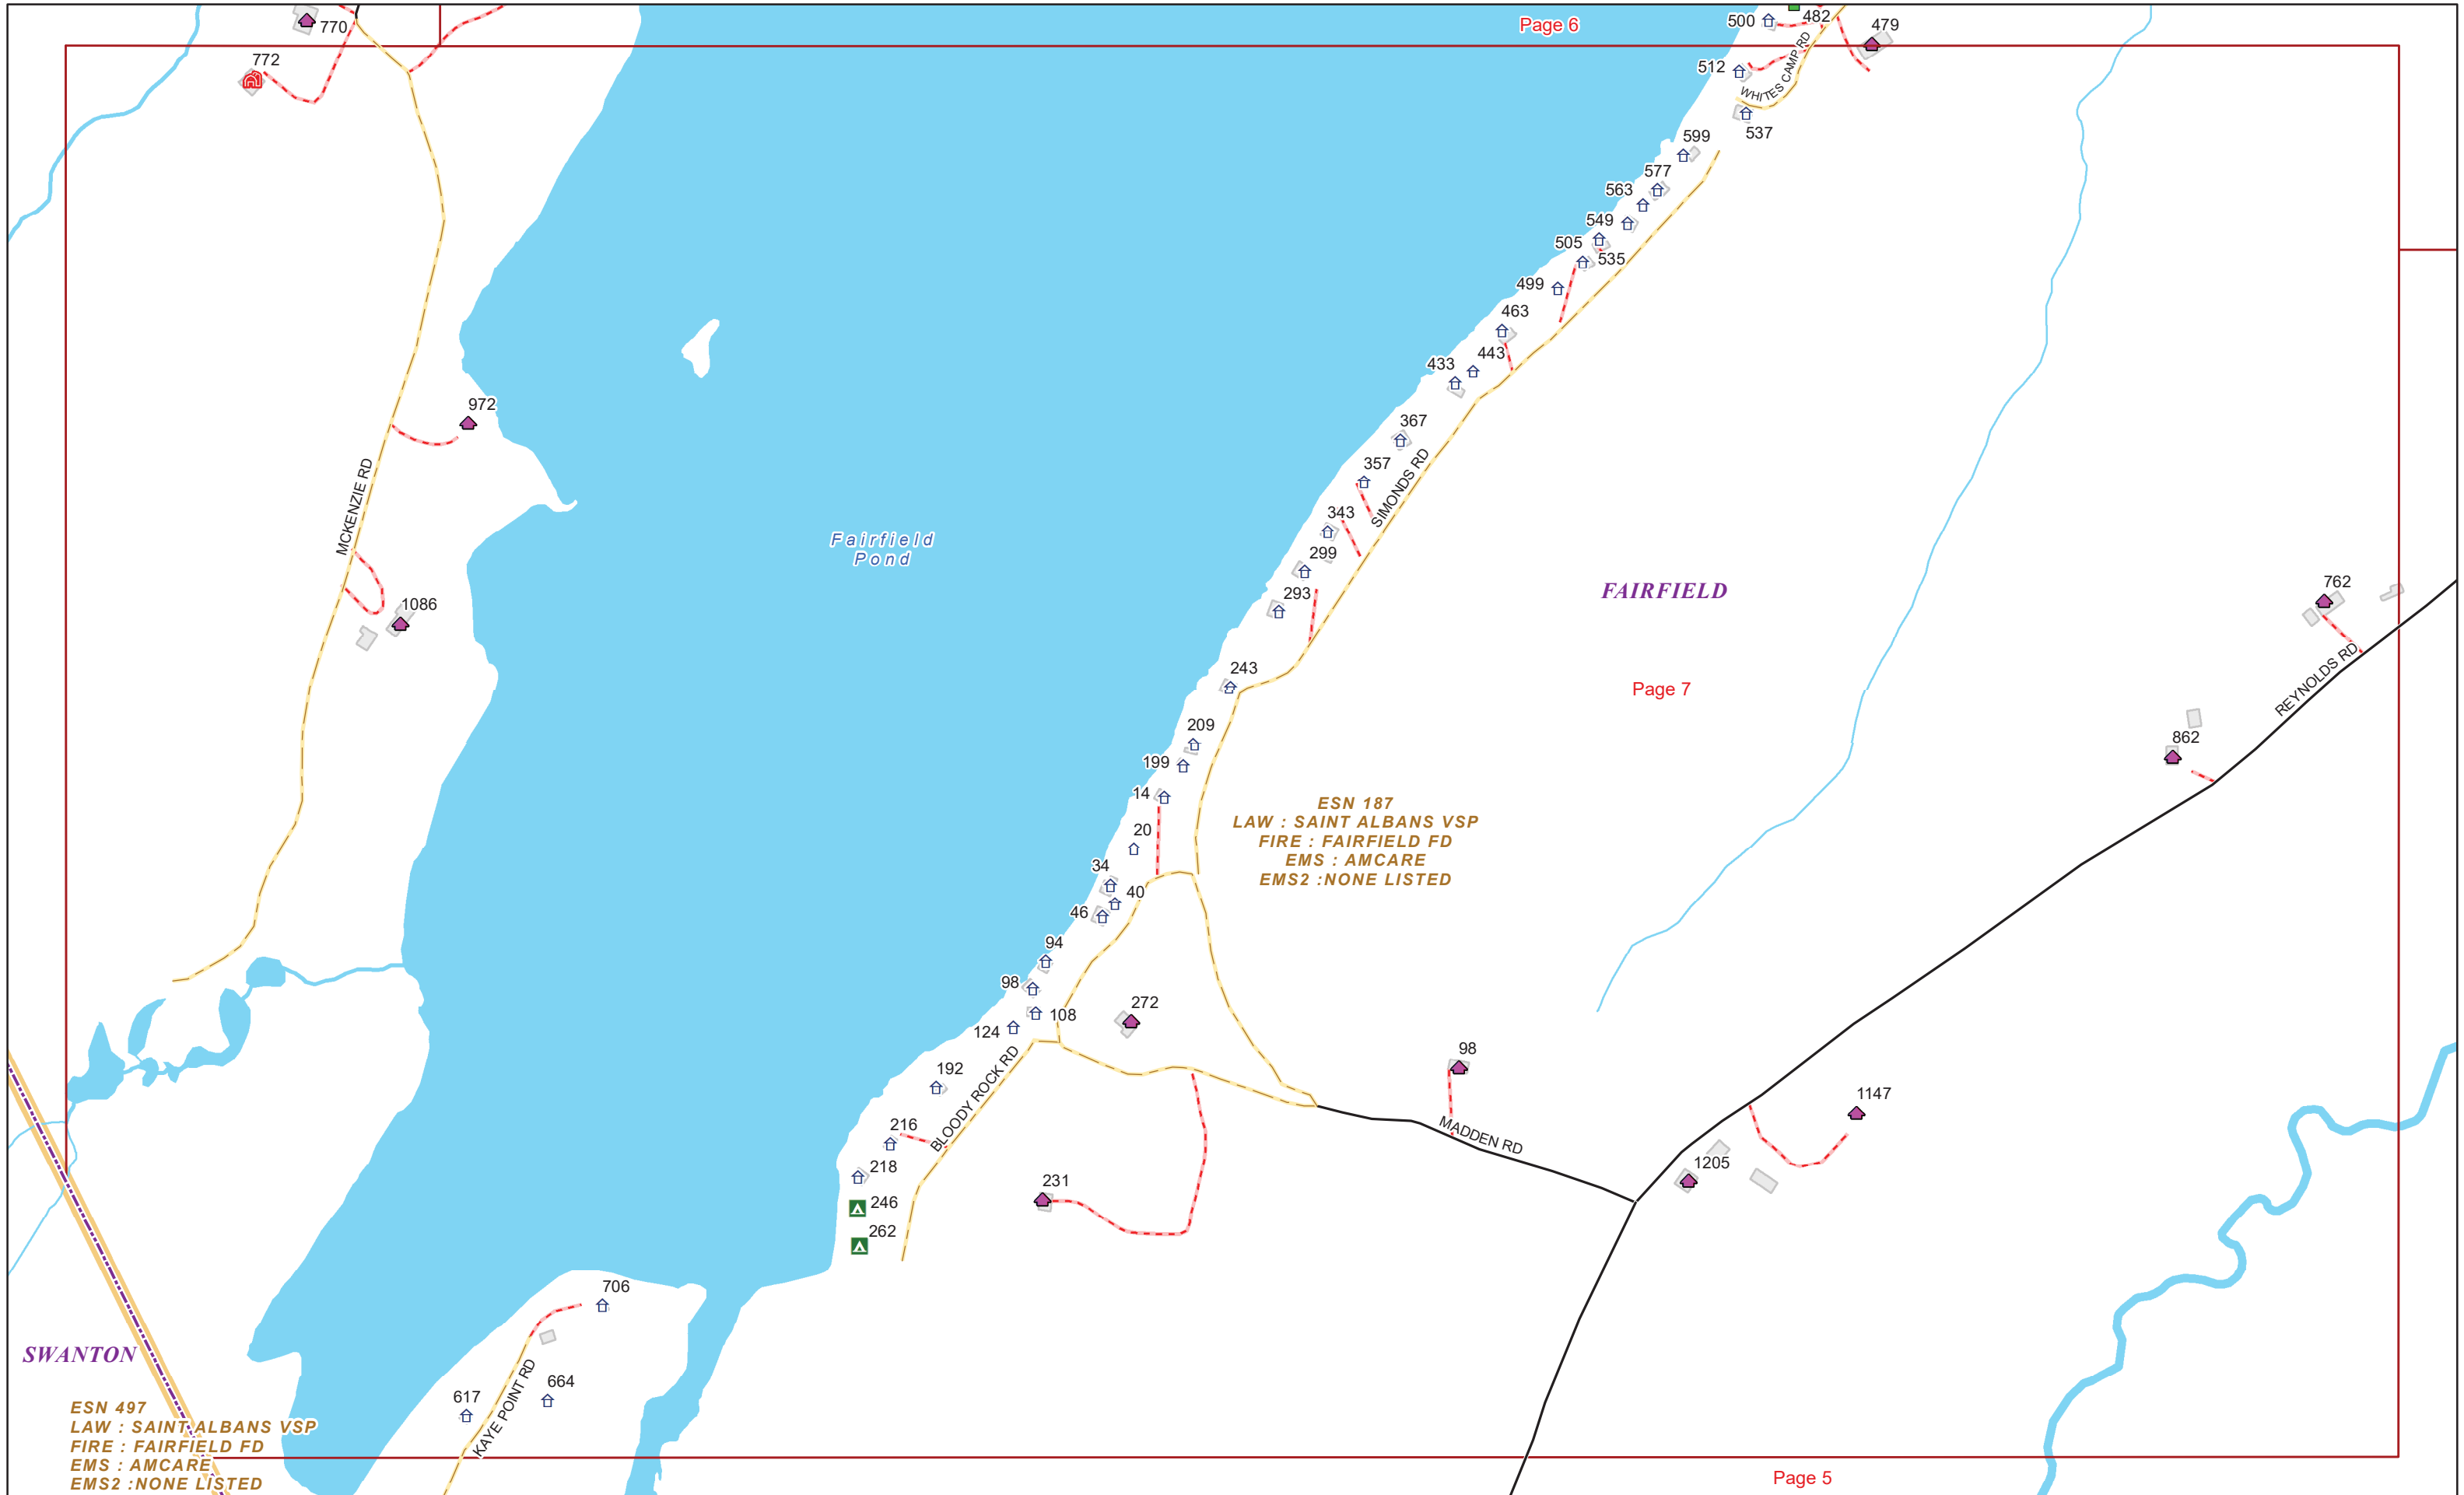 Page 6
500
482
479
770
772
512
WHITES CAMP RD
537
599
577
563
549
505
535
499
463
443
433
972
367
357
SIMONDS RD
MCKENZIE RD
343
Fairfield
Pond
299
293
FAIRFIELD
762
1086
243
Page 7
REYNOLDS RD
209
862
199
14
ESN 187
LAW : SAINT ALBANS VSP
FIRE : FAIRFIELD FD
EMS : AMCARE
EMS2 :NONE LISTED
20
34
40
46
94
98
272
108
124
98
192
BLOODY ROCK RD
1147
MADDEN RD
216
218
1205
231
246
262
706
SWANTON
KAYE POINT RD
664
617
ESN 497
LAW : SAINT ALBANS VSP
FIRE : FAIRFIELD FD
EMS : AMCARE
EMS2 :NONE LISTED
Page 5